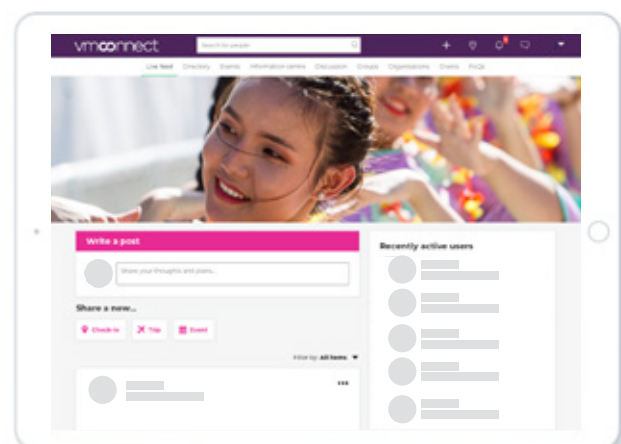 vmconnect
Search for people
Live feed Directory Events Information centre Discussion Groups Organisations Grants FAQs
Write a post
Recently active users
Share your thoughts and plans...
Share a new...
Check-in Trip Event
Filter by: All items